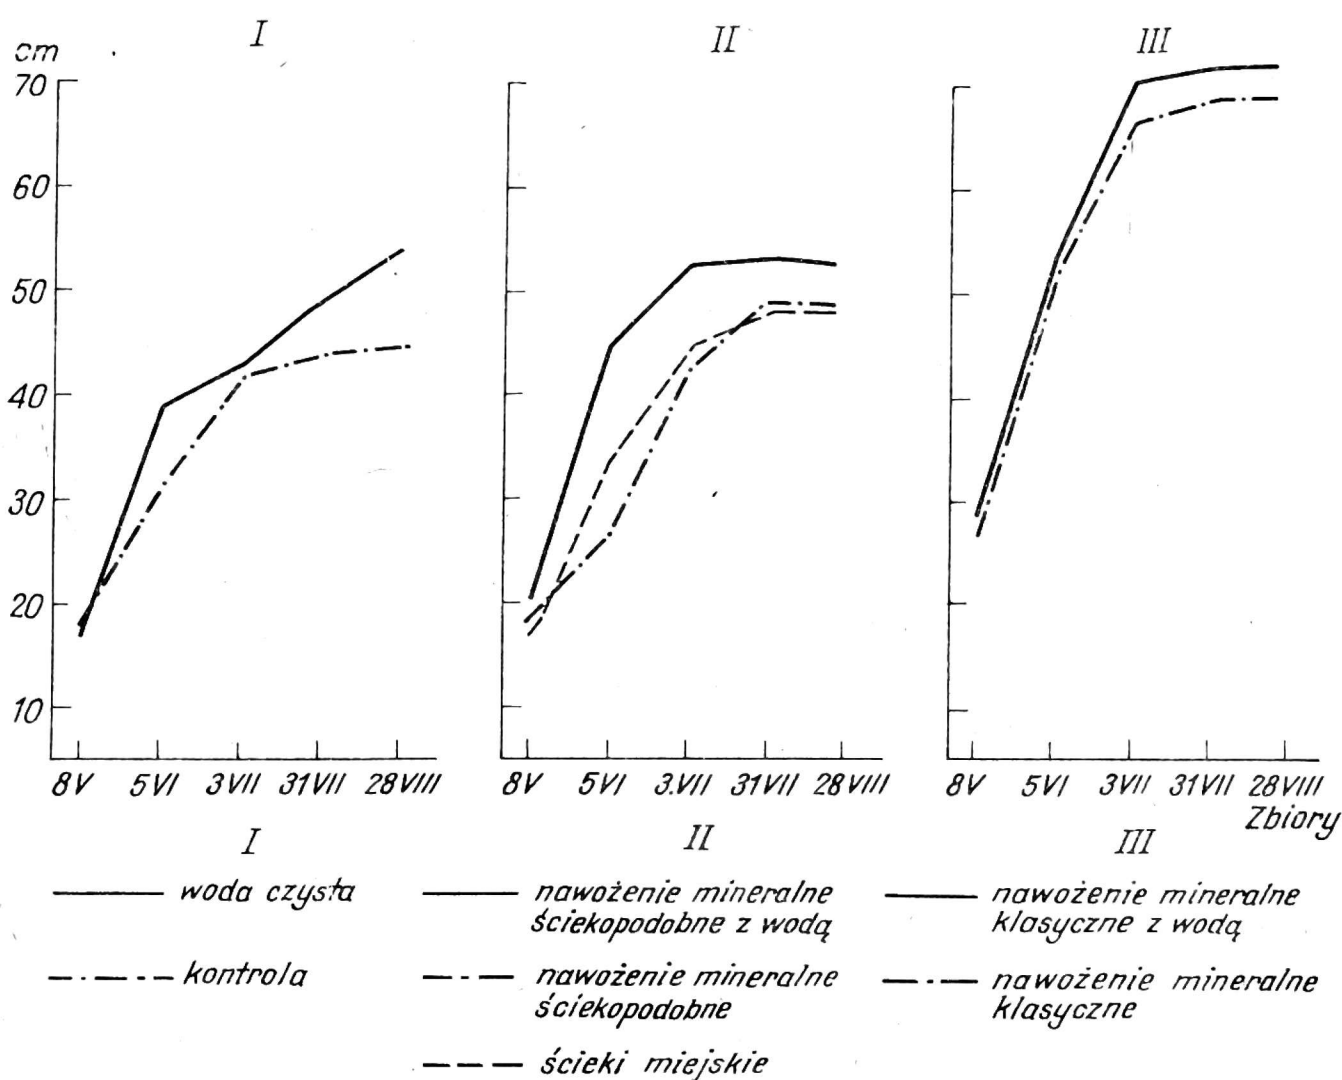 I II III
cm
70
60
50
40
30
20
10
8V 5VI 3VII 31VII 28VIII 8V 5VI 3.VII 31VII 28VIII 8V 5VI 3VII 31VII 28VIII
Zbiory
I
woda czysta
kontrola
II
nawożenie mineralne
ściekopodobne z wodą
nawożenie mineralne
ściekopodobne
ścieki miejskie
III
nawożenie mineralne
klasyczne z wodą
nawożenie mineralne
klasyczne